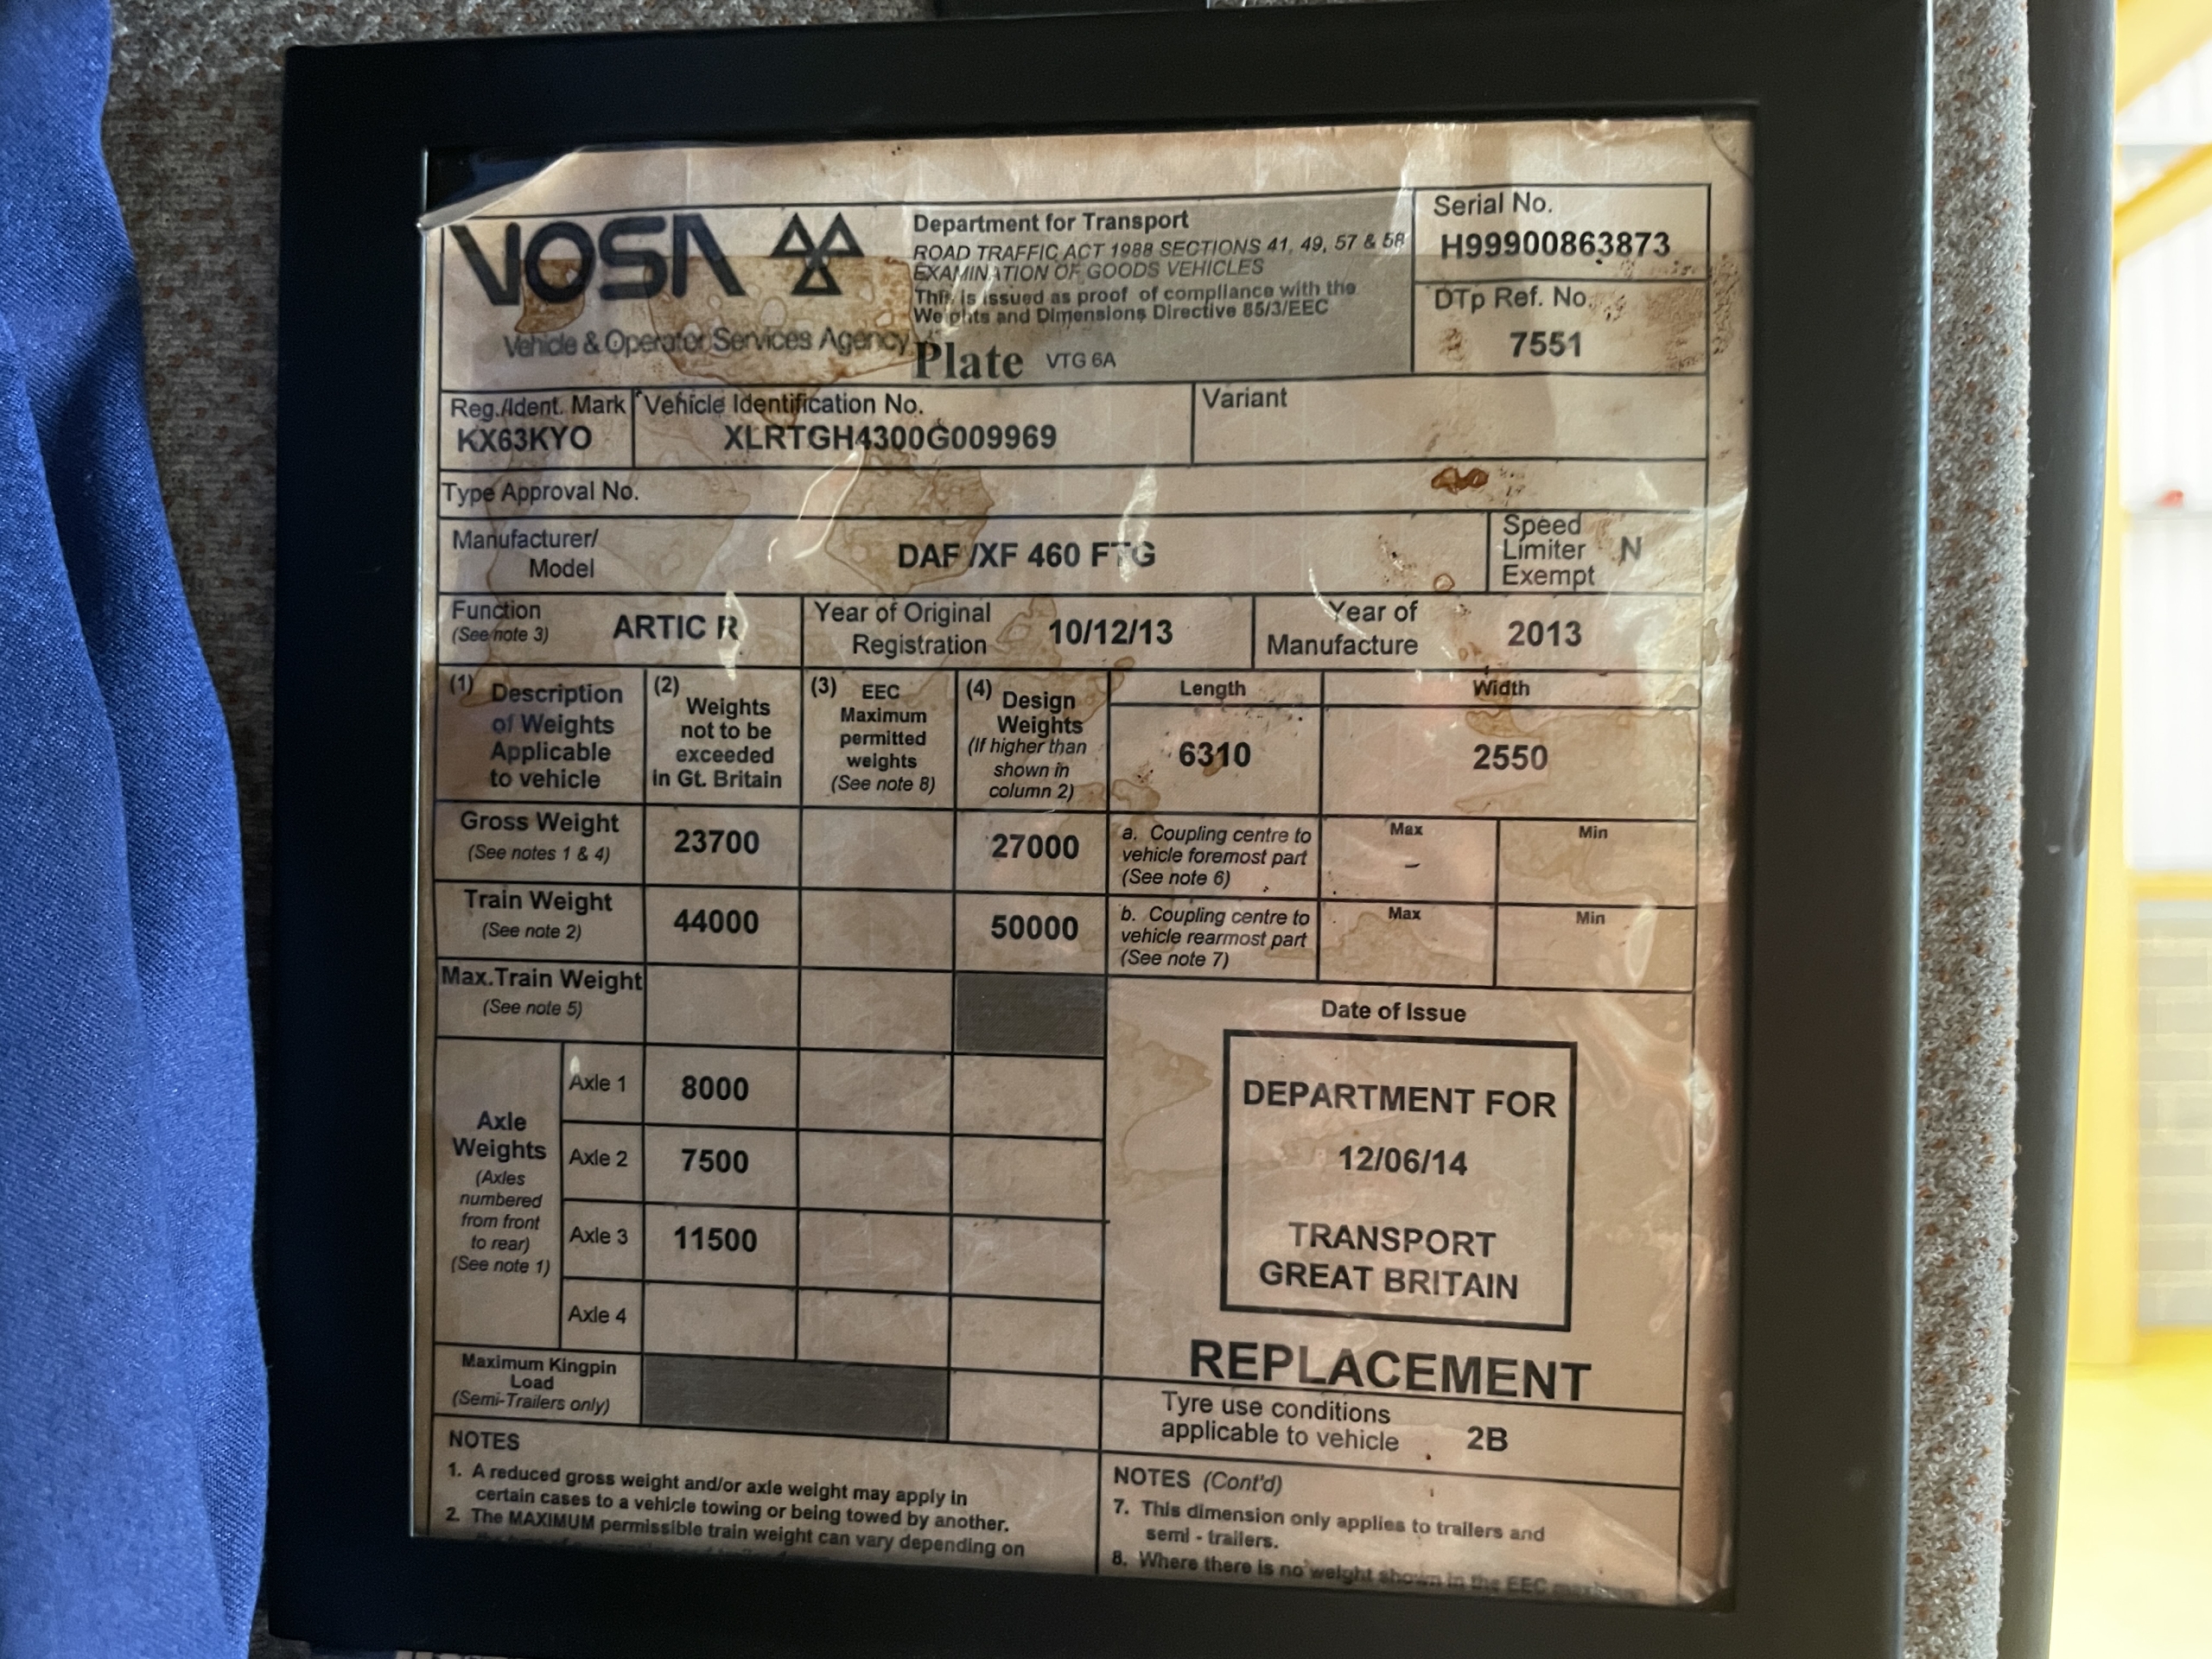 VOSA
Vehicle & Operator Services Agency
Department for Transport
ROAD TRAFFIC ACT 1988 SECTIONS 41, 49, 57 & 58
EXAMINATION OF GOODS VEHICLES
This is issued as proof of compliance with the
Weights and Dimensions Directive 85/3/EEC
Plate VTG 6A
Serial No.
H99900863873
DTp Ref. No.
7551
Reg./Ident. Mark
KX63KYO
Vehicle Identification No.
XLRTGH4300G009969
Variant
Type Approval No.
Manufacturer/
Model
DAF /XF 460 FTG
Speed
Limiter
Exempt
N
Function
(See note 3)
ARTIC R
Year of Original
Registration
10/12/13
Year of
Manufacture
2013
(1) Description
of Weights
Applicable
to vehicle
(2) Weights
not to be
exceeded
in Gt. Britain
(3) EEC
Maximum
permitted
weights
(See note 8)
(4) Design
Weights
(If higher than
shown in
column 2)
Length
6310
Width
2550
Gross Weight
(See notes 1 & 4)
23700
27000
a. Coupling centre to
vehicle foremost part
(See note 6)
Max
Min
Train Weight
(See note 2)
44000
50000
b. Coupling centre to
vehicle rearmost part
(See note 7)
Max
Min
Max.Train Weight
(See note 5)
Axle
Weights
(Axles
numbered
from front
to rear)
(See note 1)
Axle 1
8000
Axle 2
7500
Axle 3
11500
Axle 4
Maximum Kingpin
Load
(Semi-Trailers only)
Date of Issue
DEPARTMENT FOR
12/06/14
TRANSPORT
GREAT BRITAIN
REPLACEMENT
Tyre use conditions
applicable to vehicle
2B
NOTES
1. A reduced gross weight and/or axle weight may apply in
certain cases to a vehicle towing or being towed by another.
2. The MAXIMUM permissible train weight can vary depending on
NOTES (Cont'd)
7. This dimension only applies to trailers and
semi - trailers.
8. Where there is no weight shown in the EEC maximum